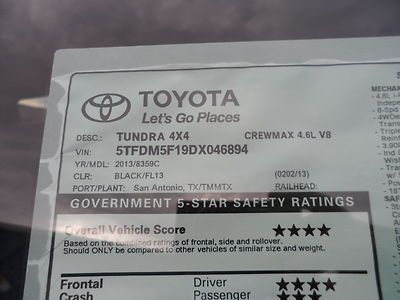 TOYOTA
Let's Go Places
DESC: TUNDRA 4X4 CREWMAX 4.6L V8
VIN: 5TFDM5F19DX046894
YR/MDL: 2013/8359C
CLR: BLACK/FL13 (0202/13)
PORT/PLANT: San Antonio, TX/TMMTX RAILHEAD:
GOVERNMENT 5-STAR SAFETY RATINGS
Overall Vehicle Score ★★★★
Based on the combined ratings of frontal, side and rollover.
Should ONLY be compared to other vehicles of similar size and weight.
Frontal Driver ★★★★
Crash Passenger
MECHAN
- 4.6L